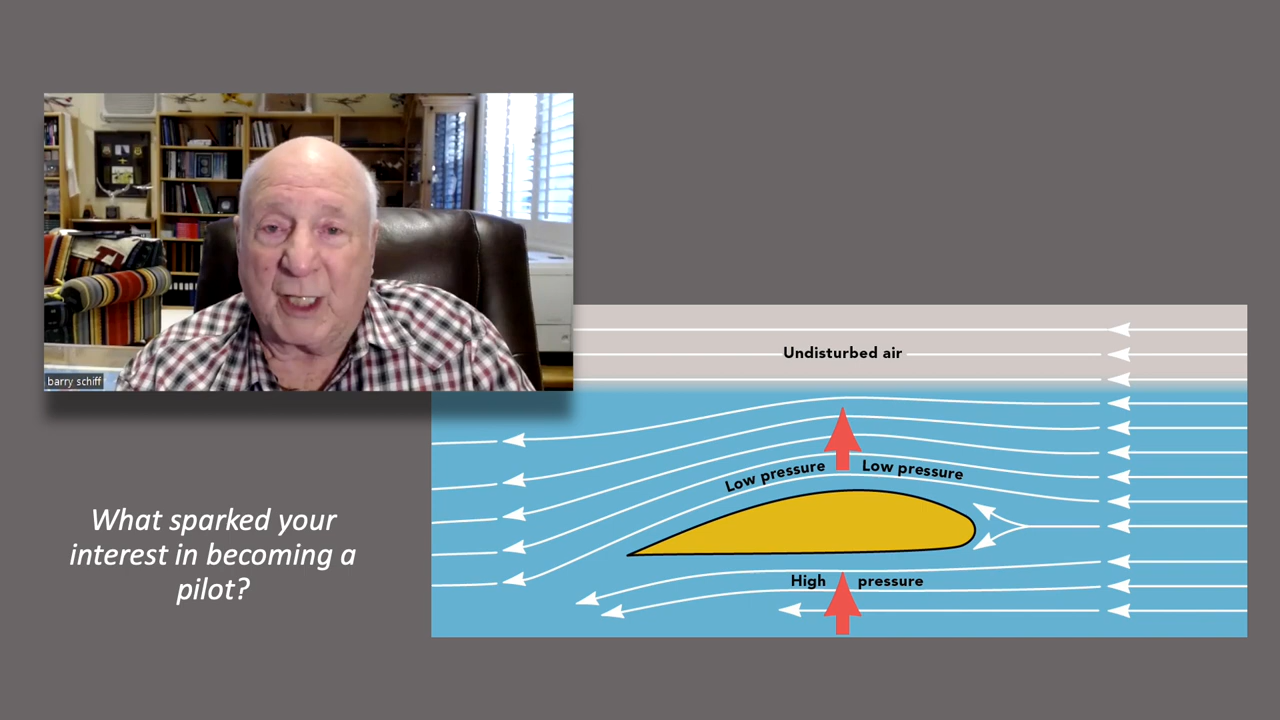 barry schiff
Undisturbed air
Low pressure Low pressure
What sparked your
interest in becoming a
pilot?
High pressure